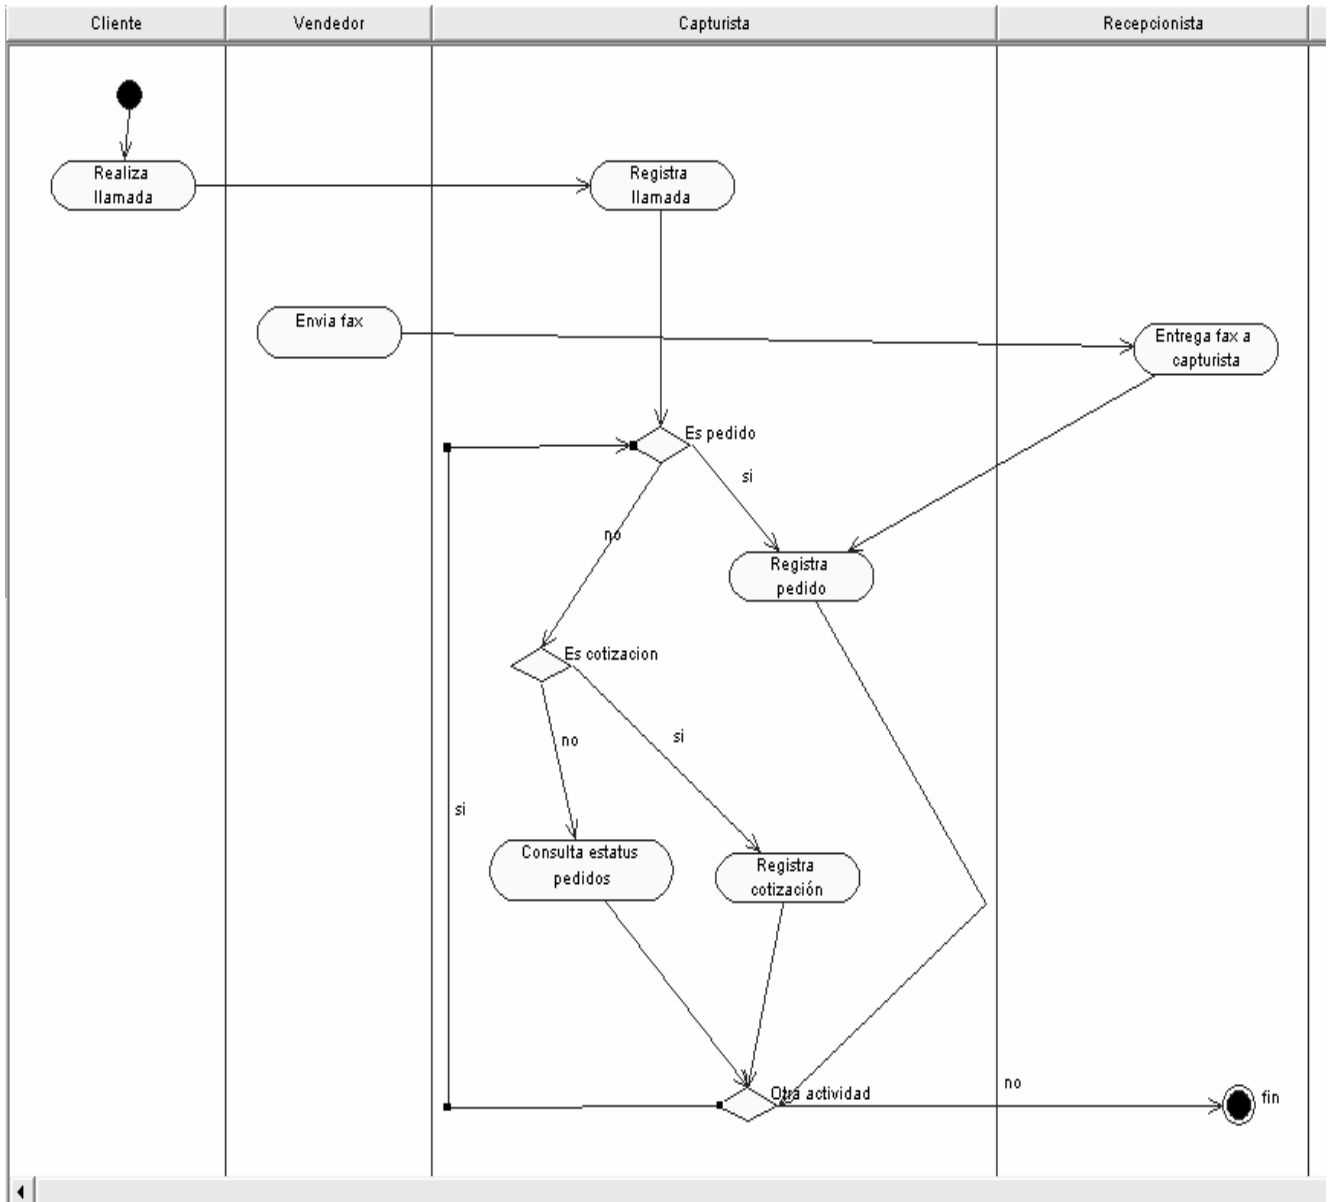 Cliente
Vendedor
Capturista
Recepcionista
Realiza
llamada
Registra
llamada
Envia fax
Entrega fax a
capturista
Es pedido
si
no
Registra
pedido
Es cotizacion
no
si
si
Consulta estatus
pedidos
Registra
cotización
Otra actividad
no
fin